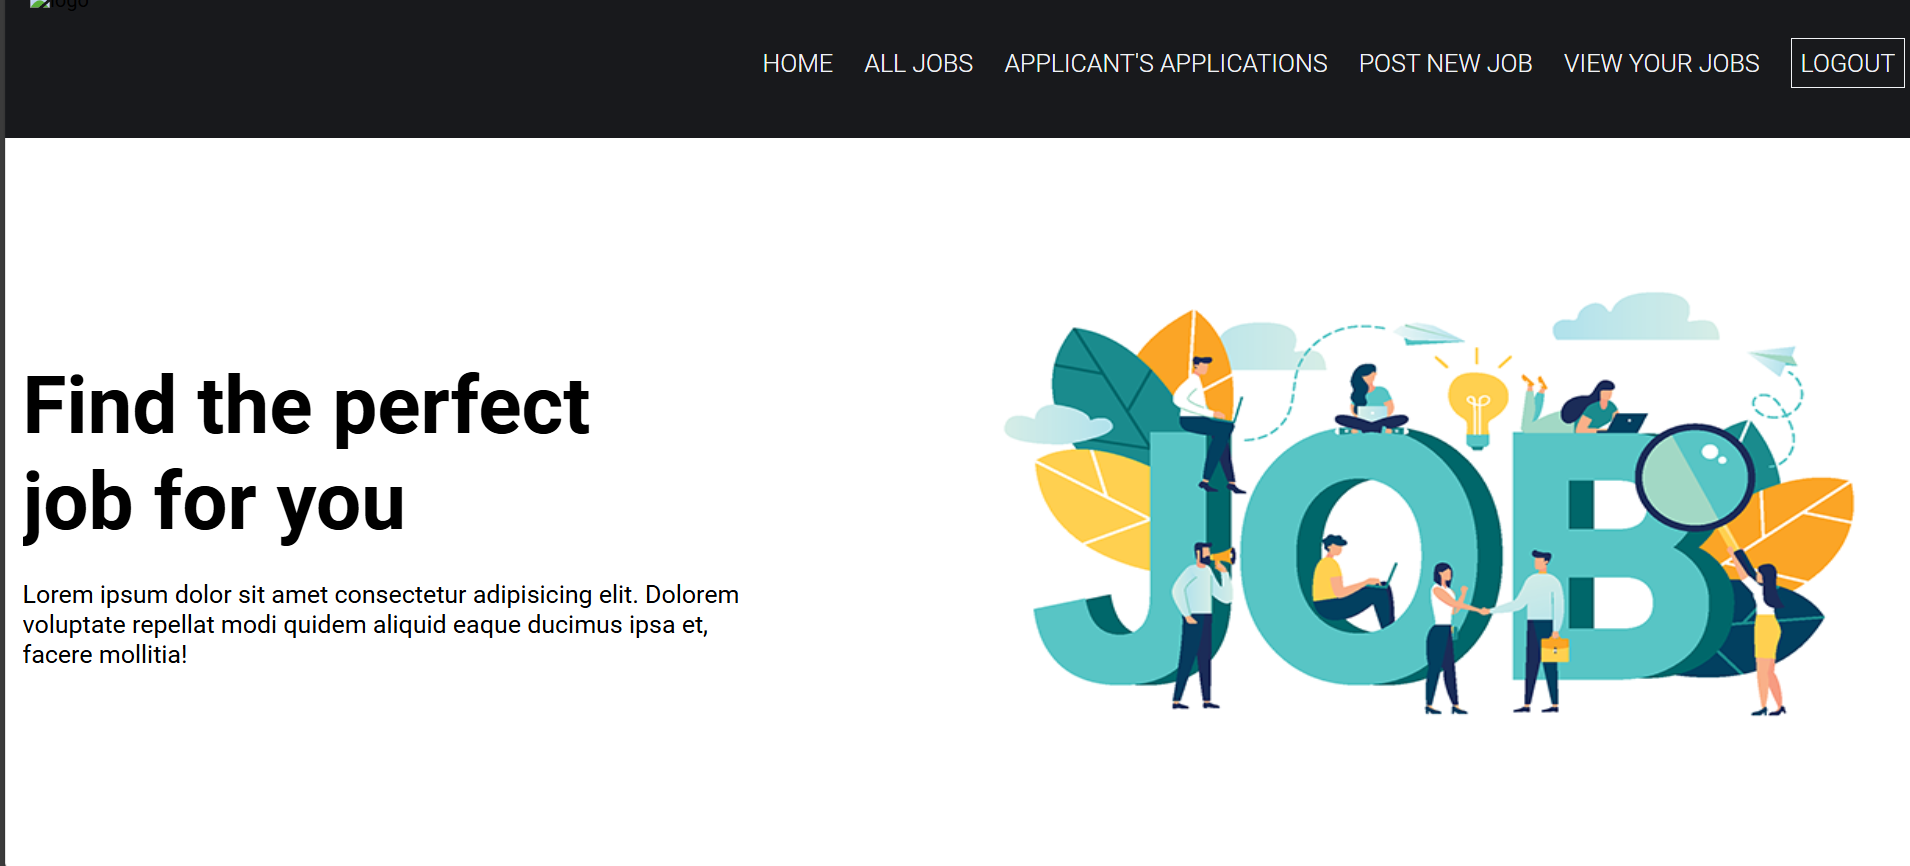 logo
HOME ALL JOBS APPLICANT'S APPLICATIONS POST NEW JOB VIEW YOUR JOBS LOGOUT
Find the perfect
job for you
JOB
Lorem ipsum dolor sit amet consectetur adipisicing elit. Dolorem
voluptate repellat modi quidem aliquid eaque ducimus ipsa et,
facere mollitia!